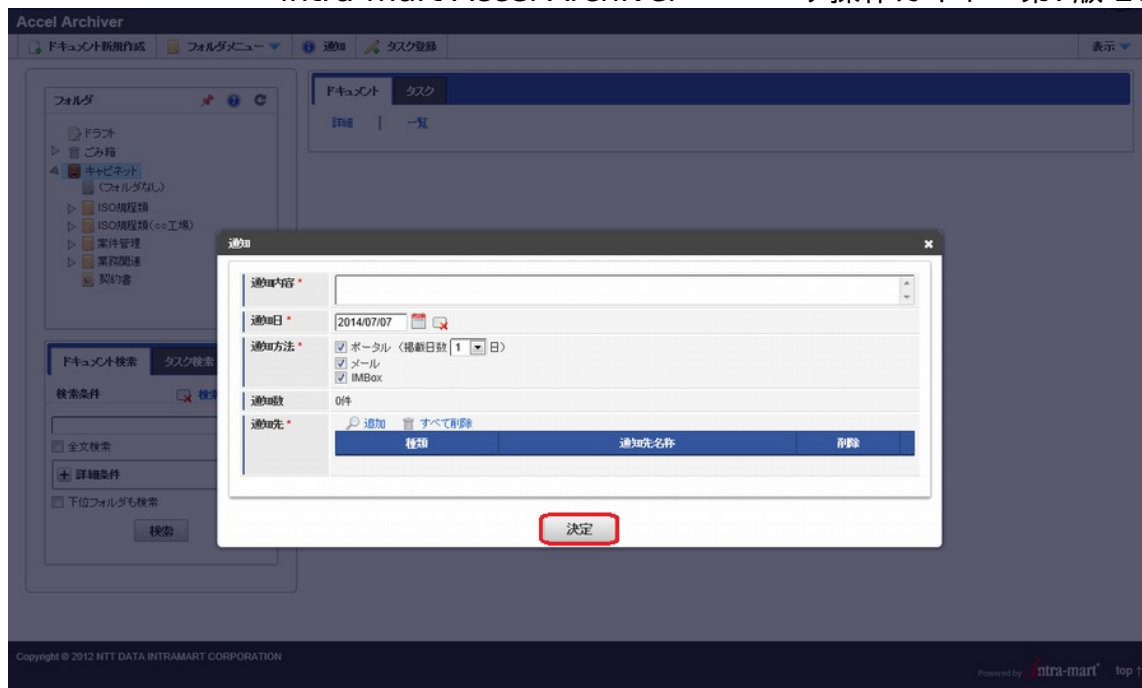 Accel Archiver
ドキュメント新規作成 フォルダメニュー 通知 タスク登録 表示
フォルダ
ドラフト
ごみ箱
キャビネット
(フォルダなし)
ISO規程類
ISO規程類(○○工場)
案件管理
業務関連
契約書
ドキュメント タスク
詳細 | 一覧
通知
通知内容 *
通知日 * 2014/07/07
通知方法 * ポータル (掲載日数 1 日)
メール
IMBox
通知数 0件
通知先 * 追加 すべて削除
種類 通知先名称 削除
決定
ドキュメント検索 タスク検索
検索条件
全文検索
詳細条件
下位フォルダも検索
検索
Copyright © 2012 NTT DATA INTRAMART CORPORATION
Powered by intra-mart top ↑